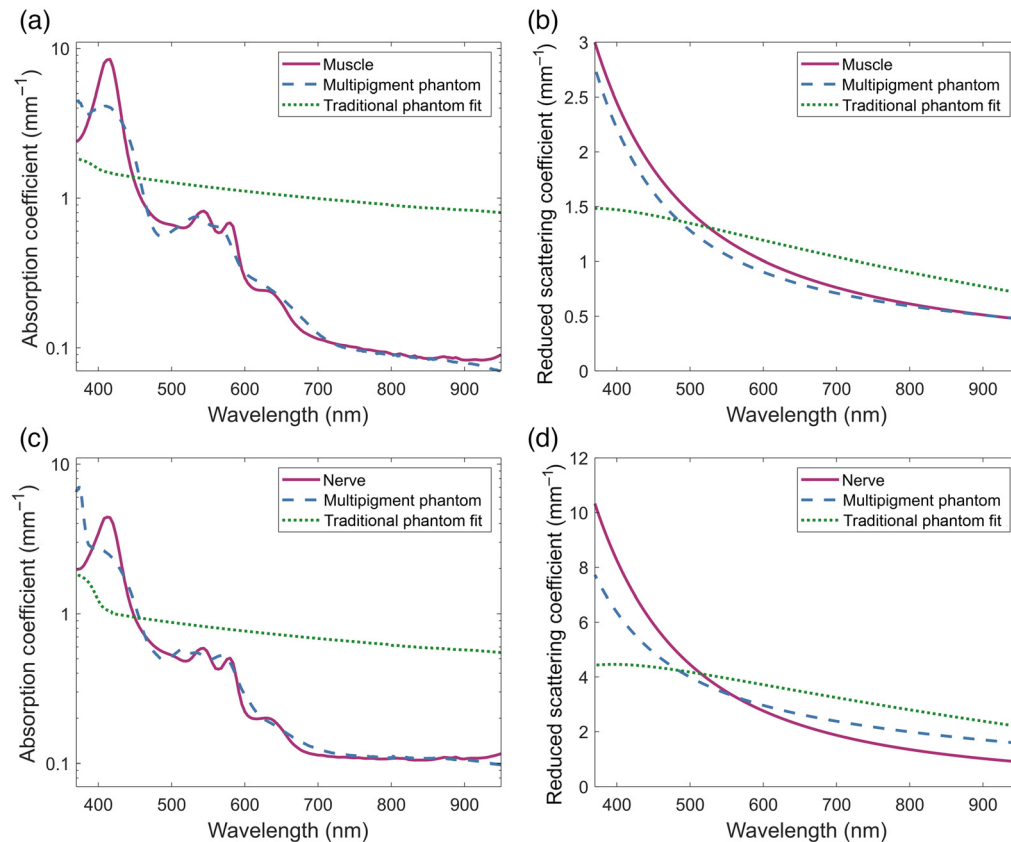 (a)
Absorption coefficient (mm⁻¹)
10
1
0.1
Muscle
Multipigment phantom
Traditional phantom fit
400 500 600 700 800 900
Wavelength (nm)
(b)
Reduced scattering coefficient (mm⁻¹)
3
2.5
2
1.5
1
0.5
0
Muscle
Multipigment phantom
Traditional phantom fit
400 500 600 700 800 900
Wavelength (nm)
(c)
Absorption coefficient (mm⁻¹)
10
1
0.1
Nerve
Multipigment phantom
Traditional phantom fit
400 500 600 700 800 900
Wavelength (nm)
(d)
Reduced scattering coefficient (mm⁻¹)
12
10
8
6
4
2
0
Nerve
Multipigment phantom
Traditional phantom fit
400 500 600 700 800 900
Wavelength (nm)